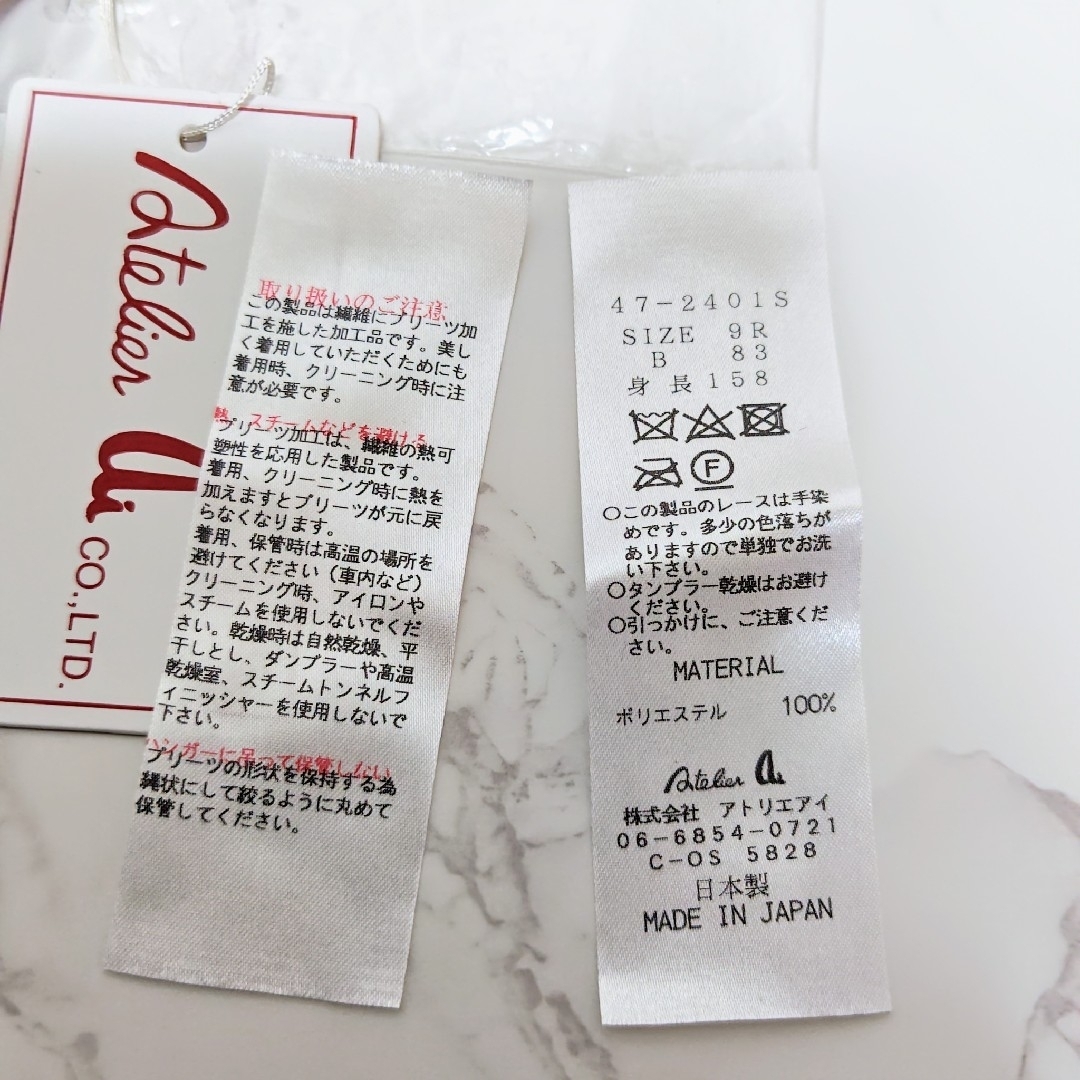 Atelier
Ai
CO.,LTD.
取り扱いのご注意
この製品は繊維にプリーツ加
工を施した加工品です。美し
く着用していただくためにも
着用時、クリーニング時に注
意が必要です。
熱、スチームなどを避ける
プリーツ加工は、繊維の熱可
塑性を応用した製品です。
着用、クリーニング時に熱を
加えますとプリーツが元に戻
らなくなります。
着用、保管時は高温の場所を
避けてください（車内など）
クリーニング時、アイロンや
スチームを使用しないでくだ
さい。乾燥時は自然乾燥、平
干しとし、ダンブラーや高温
乾燥室、スチームトンネルフ
ィニッシャーを使用しないで
下さい。
ハンガーに吊って保管しない
プリーツの形状を保持する為
縄状にして絞るように丸めて
保管してください。
47-2401S
SIZE 9R
B 83
身長158
F
○この製品のレースは手染
めです。多少の色落ちが
ありますので単独でお洗
い下さい。
○タンブラー乾燥はお避け
ください。
○引っかけに、ご注意くだ
さい。
MATERIAL
ポリエステル 100%
Atelier Ai
株式会社 アトリエアイ
06-6854-0721
C-OS 5828
日本製
MADE IN JAPAN